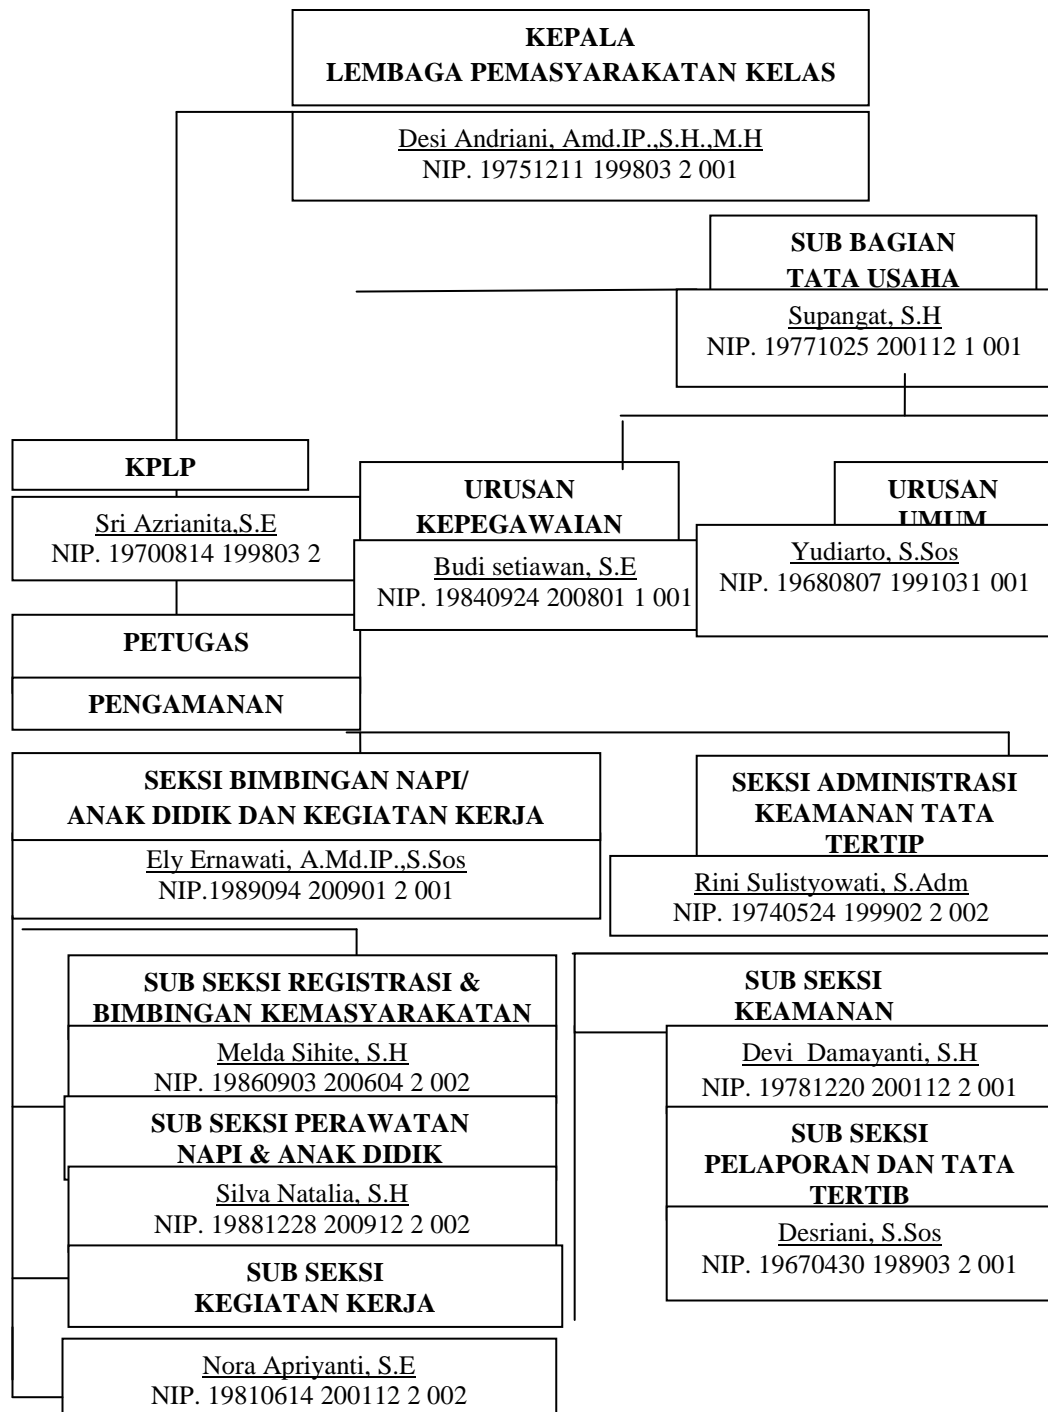 KEPALA
LEMBAGA PEMASYARAKATAN KELAS
Desi Andriani, Amd.IP.,S.H.,M.H
NIP. 19751211 199803 2 001
SUB BAGIAN
TATA USAHA
Supangat, S.H
NIP. 19771025 200112 1 001
KPLP
Sri Azrianita,S.E
NIP. 19700814 199803 2
URUSAN
KEPEGAWAIAN
Budi setiawan, S.E
NIP. 19840924 200801 1 001
URUSAN
UMUM
Yudiarto, S.Sos
NIP. 19680807 1991031 001
PETUGAS
PENGAMANAN
SEKSI BIMBINGAN NAPI/
ANAK DIDIK DAN KEGIATAN KERJA
Ely Ernawati, A.Md.IP.,S.Sos
NIP.1989094 200901 2 001
SEKSI ADMINISTRASI
KEAMANAN TATA
TERTIP
Rini Sulistyowati, S.Adm
NIP. 19740524 199902 2 002
SUB SEKSI REGISTRASI &
BIMBINGAN KEMASYARAKATAN
Melda Sihite, S.H
NIP. 19860903 200604 2 002
SUB SEKSI PERAWATAN
NAPI & ANAK DIDIK
Silva Natalia, S.H
NIP. 19881228 200912 2 002
SUB SEKSI
KEGIATAN KERJA
Nora Apriyanti, S.E
NIP. 19810614 200112 2 002
SUB SEKSI
KEAMANAN
Devi Damayanti, S.H
NIP. 19781220 200112 2 001
SUB SEKSI
PELAPORAN DAN TATA
TERTIB
Desriani, S.Sos
NIP. 19670430 198903 2 001